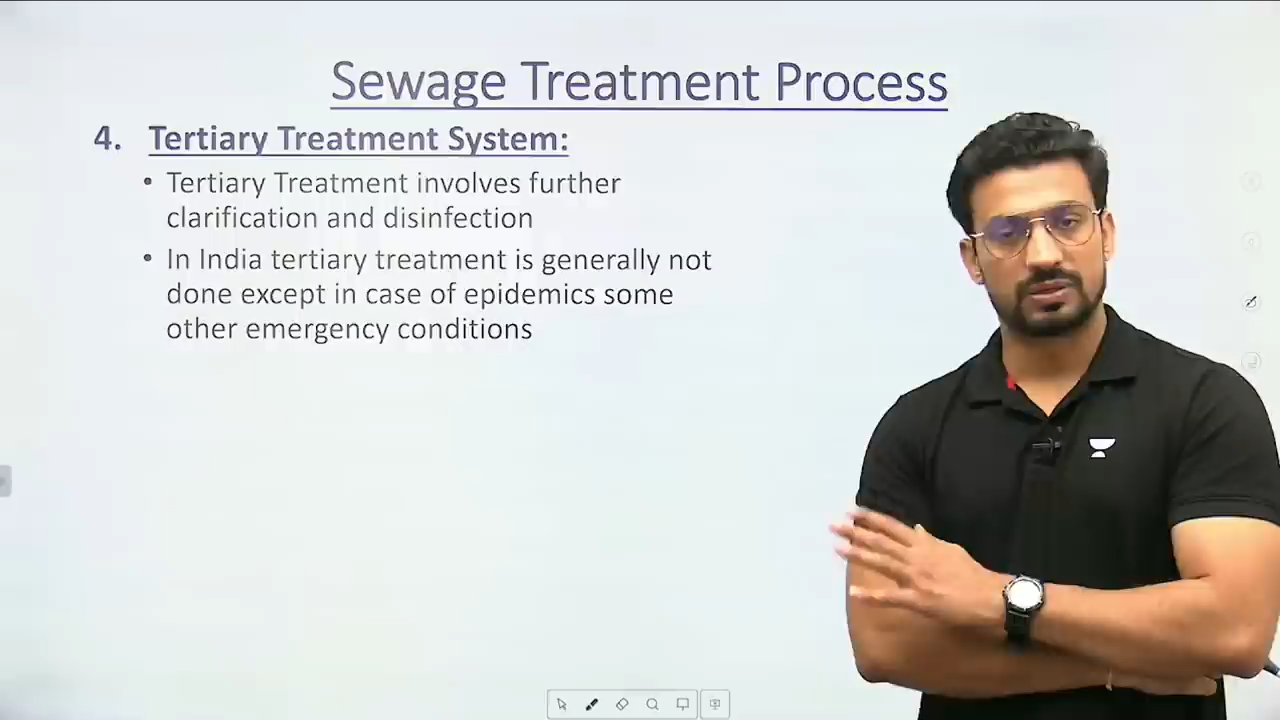 Sewage Treatment Process
4. Tertiary Treatment System:
• Tertiary Treatment involves further
clarification and disinfection
• In India tertiary treatment is generally not
done except in case of epidemics some
other emergency conditions